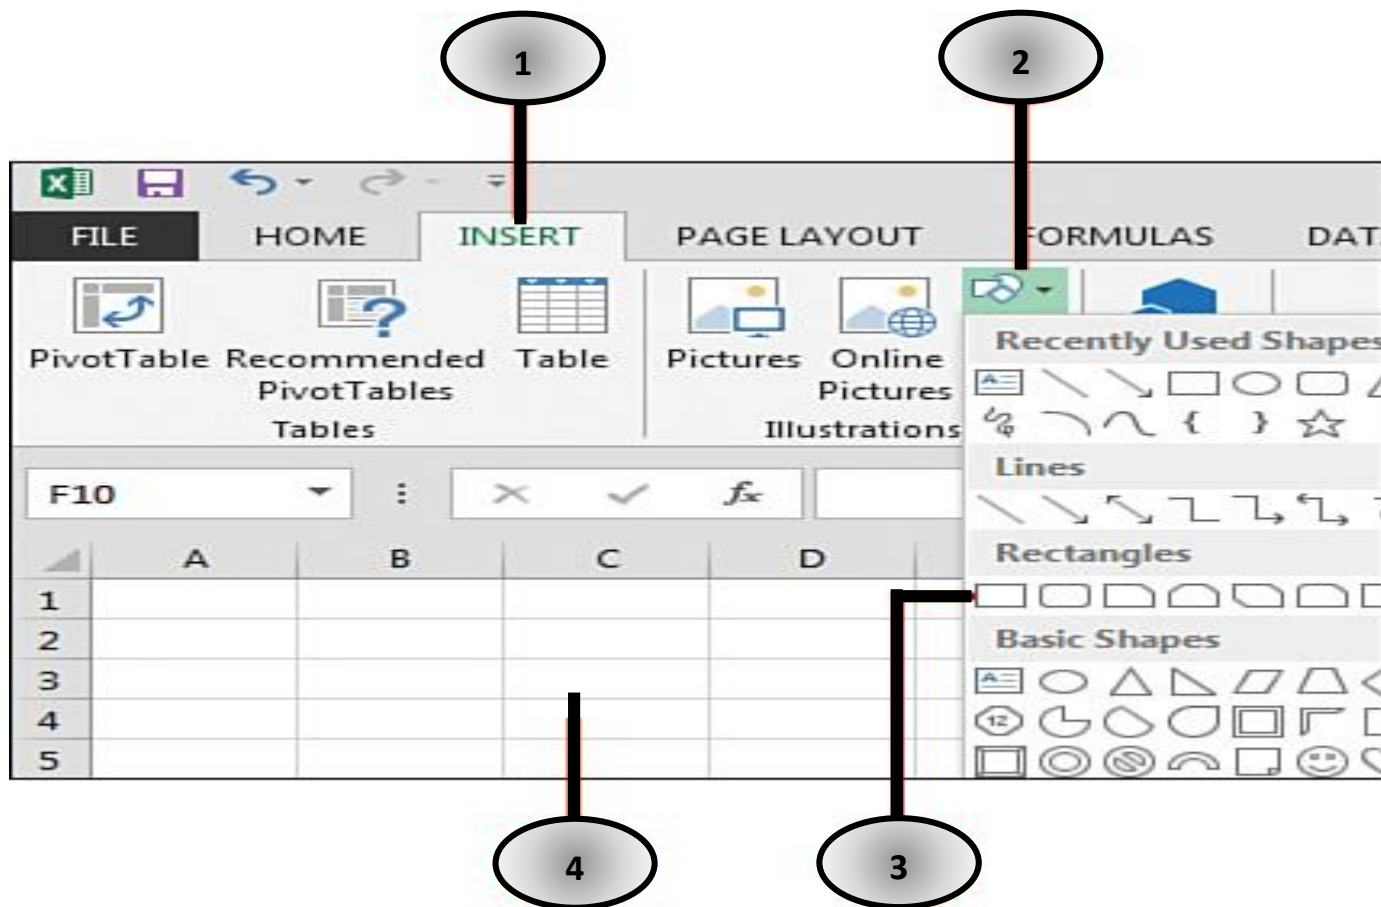 1
2
FILE HOME INSERT PAGE LAYOUT FORMULAS DAT
PivotTable Recommended PivotTables Table Pictures Online Pictures
Tables Illustrations
Recently Used Shapes
Lines
F10 fx
Rectangles
A B C D
1
2
Basic Shapes
3
4
12
5
4
3